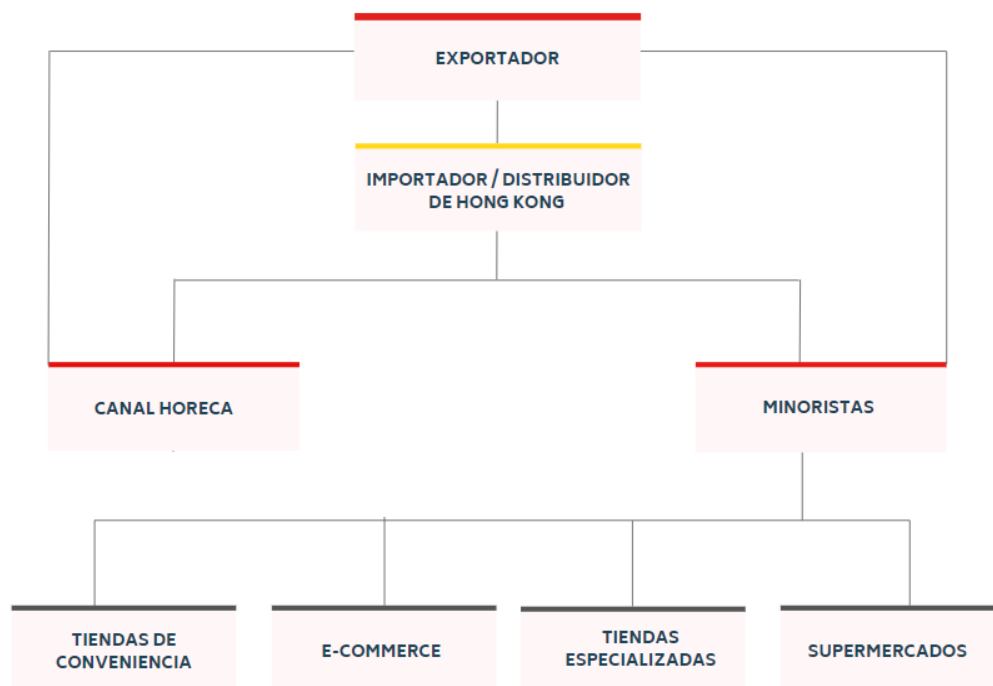 EXPORTADOR
IMPORTADOR / DISTRIBUIDOR
DE HONG KONG
CANAL HORECA
MINORISTAS
TIENDAS DE
CONVENIENCIA
E-COMMERCE
TIENDAS
ESPECIALIZADAS
SUPERMERCADOS